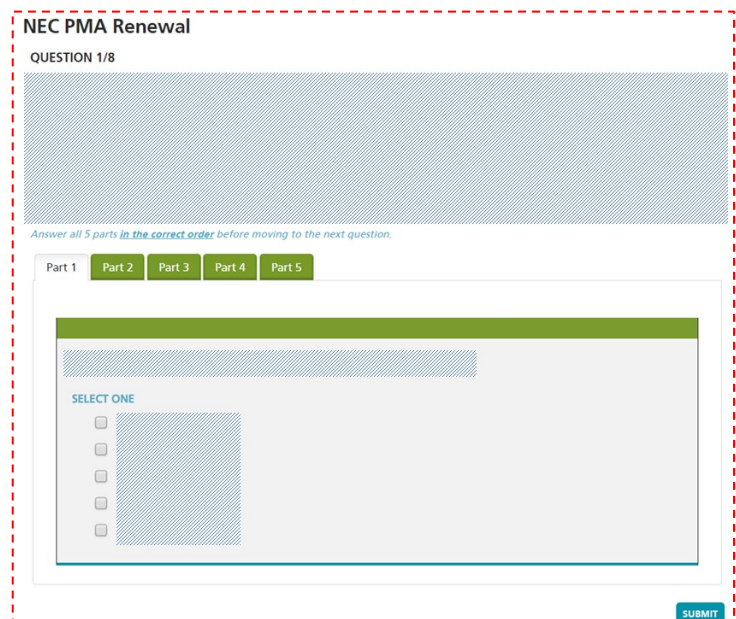 NEC PMA Renewal
QUESTION 1/8
Answer all 5 parts in the correct order before moving to the next question.
Part 1 Part 2 Part 3 Part 4 Part 5
SELECT ONE
SUBMIT